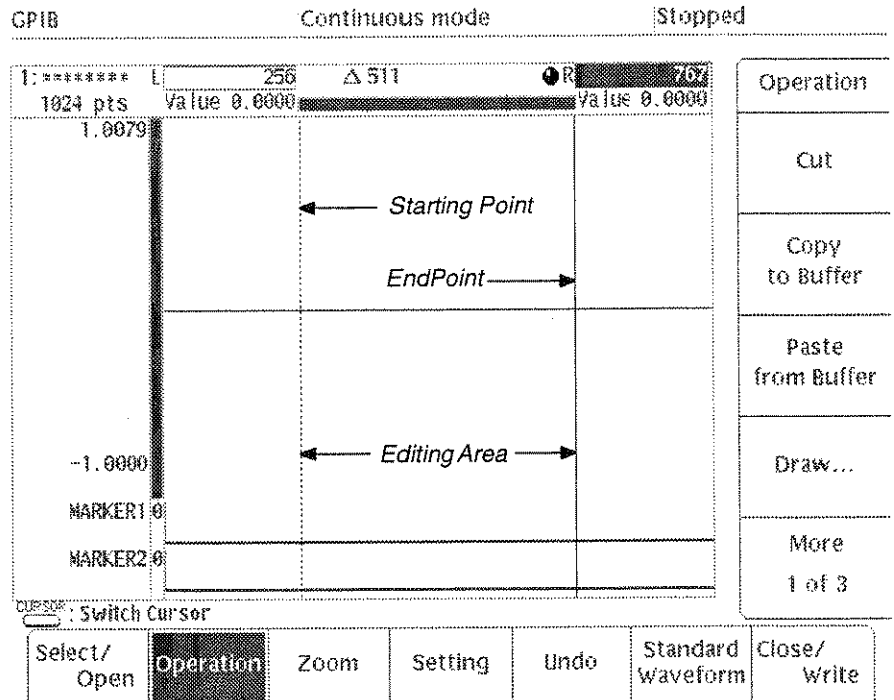 GPIB Continuous mode Stopped
1:******** L 256 △ 511 R 767
1024 pts Value 0.0000 Value 0.0000
1.0079
Starting Point
EndPoint
Editing Area
-1.0000
MARKER1 0
MARKER2 0
CURSOR : Switch Cursor
Operation
Cut
Copy
to Buffer
Paste
from Buffer
Draw...
More
1 of 3
Select/
Open
Operation
Zoom
Setting
Undo
Standard
Waveform
Close/
Write